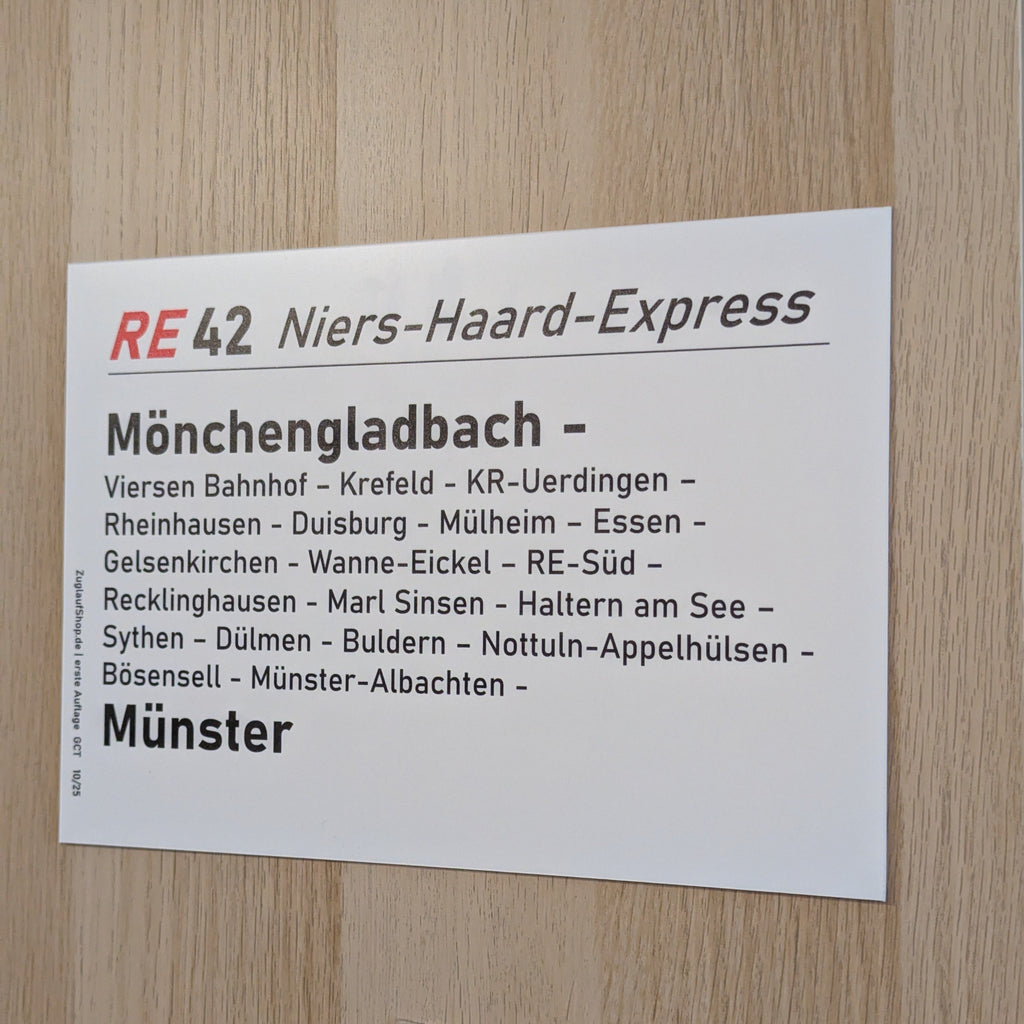 RE 42 Niers-Haard-Express
Mönchengladbach -
Viersen Bahnhof – Krefeld - KR-Uerdingen –
Rheinhausen - Duisburg - Mülheim – Essen -
Gelsenkirchen - Wanne-Eickel – RE-Süd –
Recklinghausen - Marl Sinsen - Haltern am See –
Sythen – Dülmen - Buldern – Nottuln-Appelhülsen -
Bösensell - Münster-Albachten -
Münster
ZuglaufShop.de | erste Auflage GCT 10/25